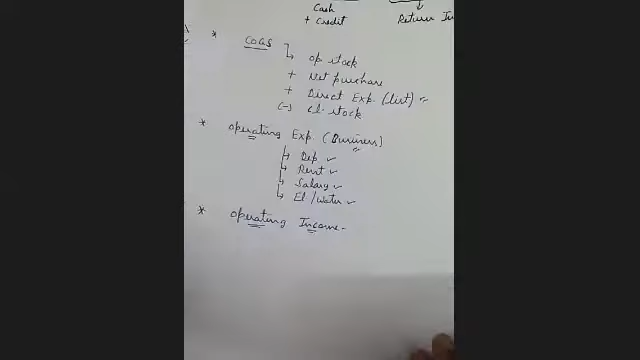 Cash
+ Credit
Return In
* COGS
op stock
+ Net purchase
+ Direct Exp. (List)
(-) cl. stock
* operating Exp. (Business)
Dep ✓
Rent ✓
Salary ✓
El/water ✓
* operating Income -